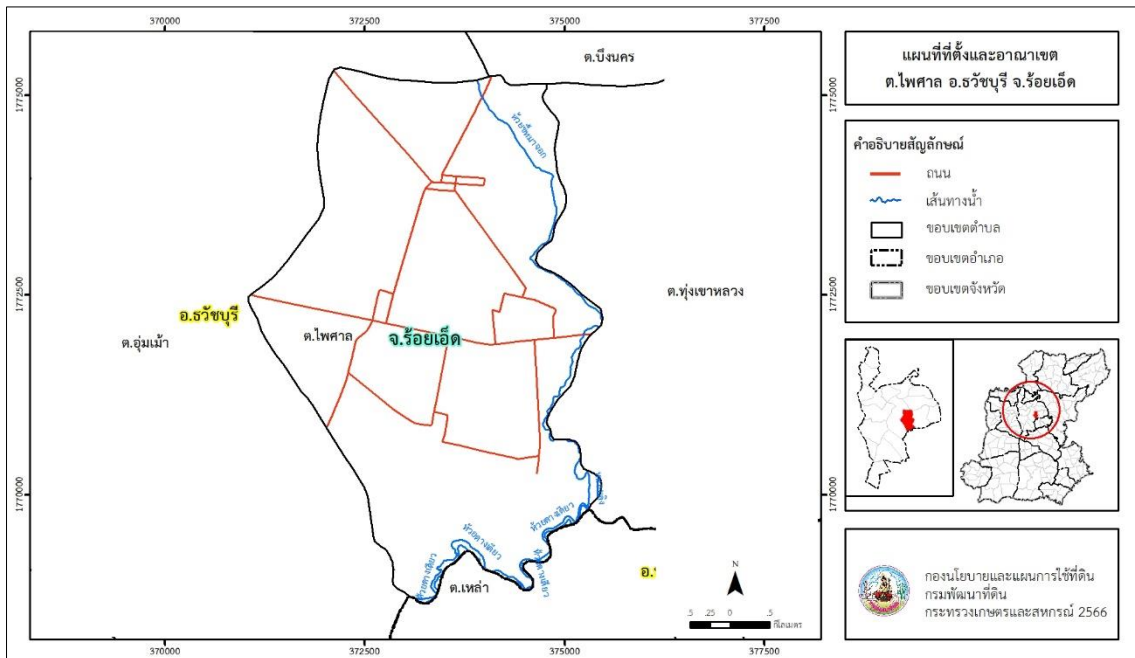 370000
372500
375000
377500
ต.บึงนคร
1775000
1775000
ห้วยตาเดียว
1772500
1772500
อ.ธวัชบุรี
ต.อุ่มเม้า
ต.ไพศาล
จ.ร้อยเอ็ด
ต.ทุ่งเขาหลวง
1770000
1770000
ห้วยตาเดียว
ห้วยตาเดียว
ต.เหล่า
N
.5 .25 0 .5
กิโลเมตร
370000
372500
375000
377500
แผนที่ที่ตั้งและอาณาเขต
ต.ไพศาล อ.ธวัชบุรี จ.ร้อยเอ็ด
คำอธิบายสัญลักษณ์
ถนน
เส้นทางน้ำ
ขอบเขตตำบล
ขอบเขตอำเภอ
ขอบเขตจังหวัด
กองนโยบายและแผนการใช้ที่ดิน
กรมพัฒนาที่ดิน
กระทรวงเกษตรและสหกรณ์ 2566